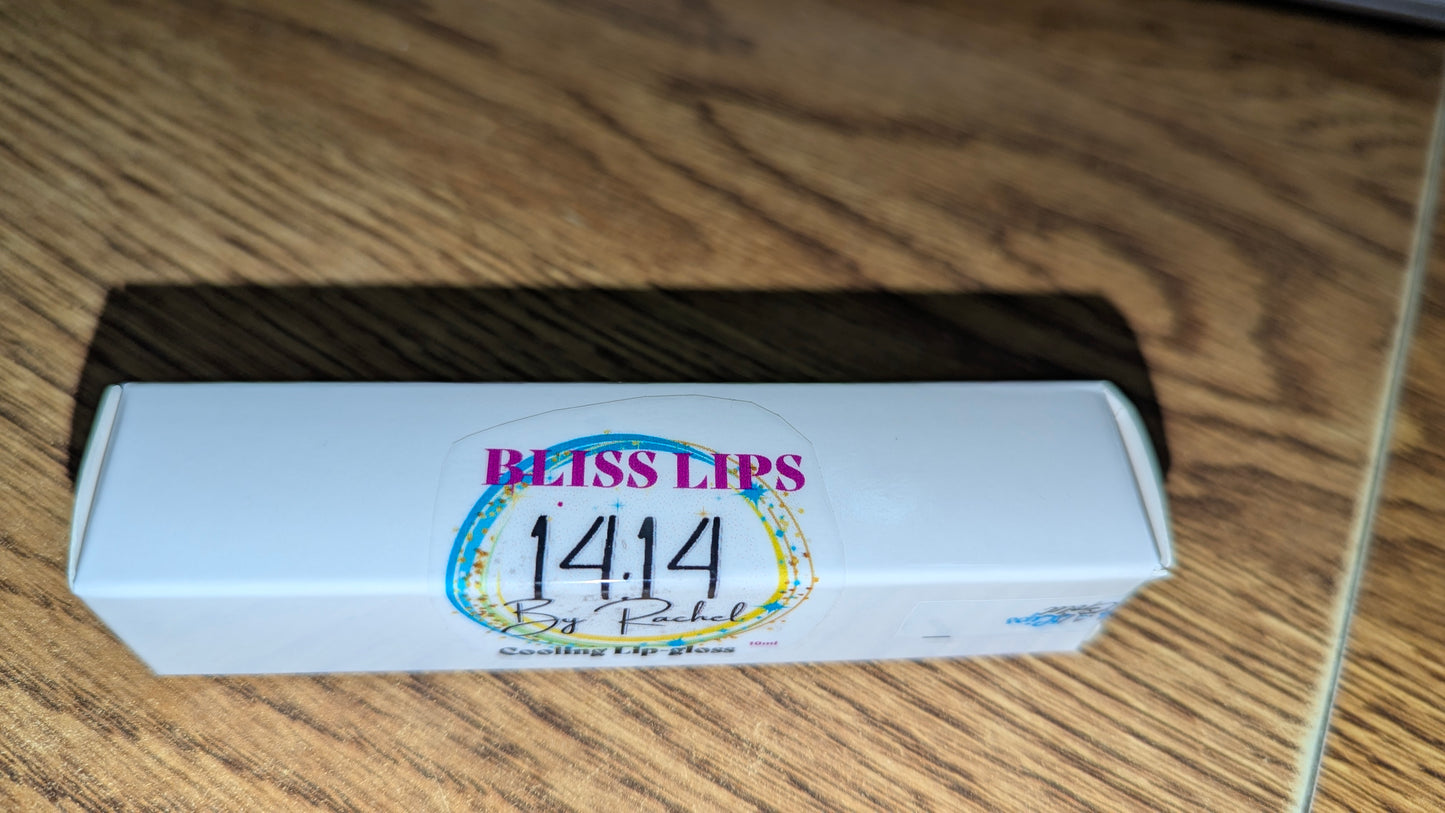 BLISS LIPS
14.14
By Rachel
Cooling Lip-gloss
10ml